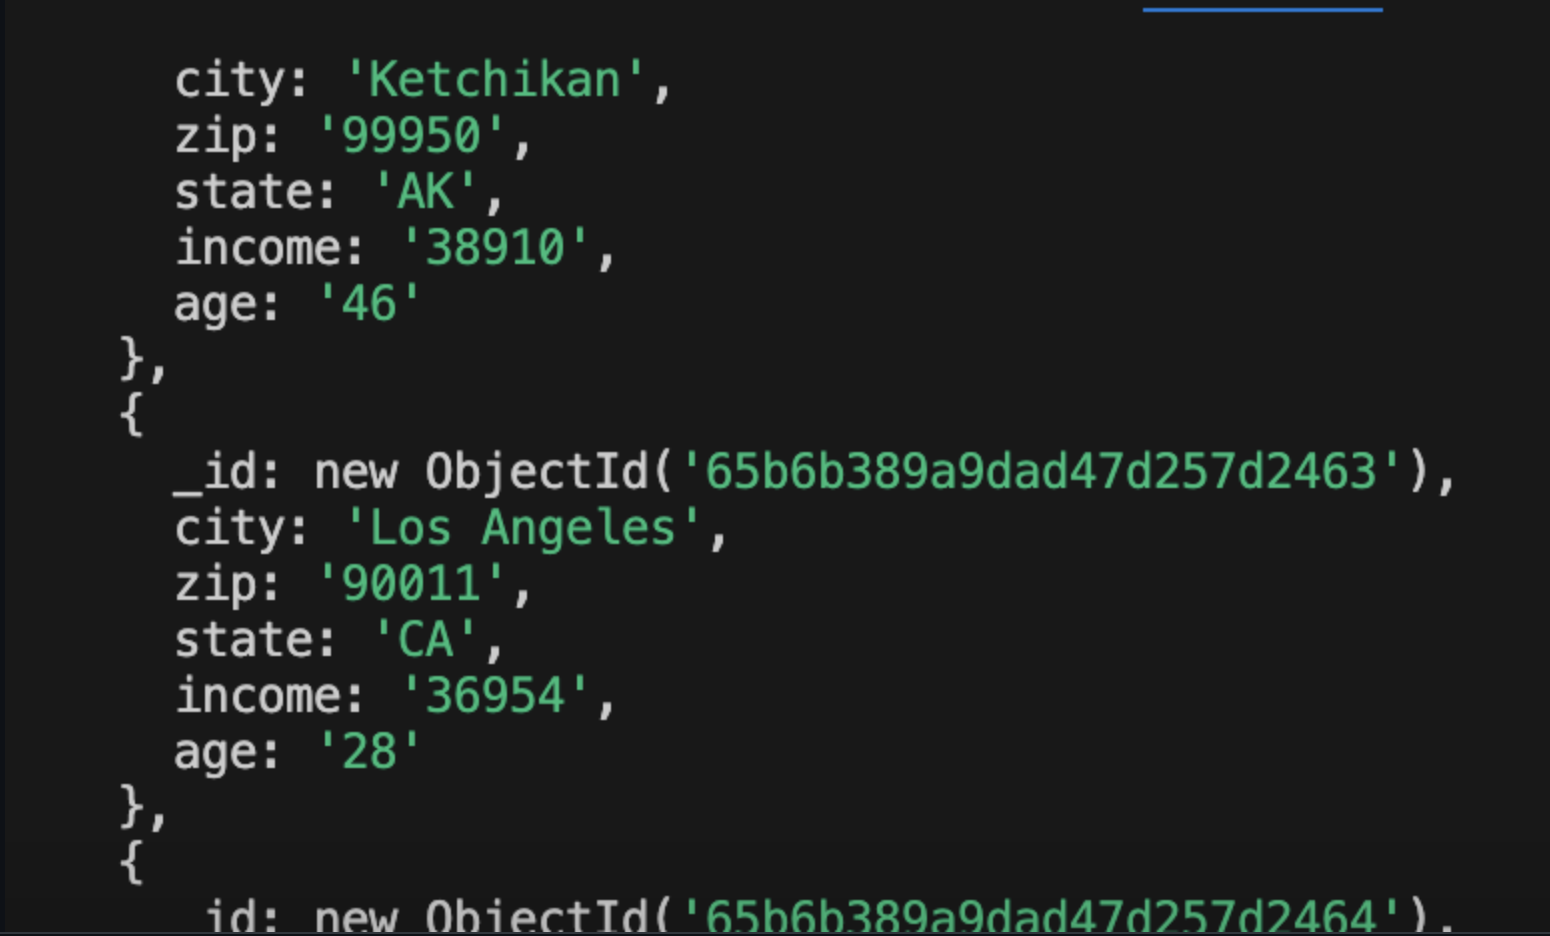 city: 'Ketchikan',
zip: '99950',
state: 'AK',
income: '38910',
age: '46'
},
{
_id: new ObjectId('65b6b389a9dad47d257d2463'),
city: 'Los Angeles',
zip: '90011',
state: 'CA',
income: '36954',
age: '28'
},
{
_id: new ObjectId('65b6b389a9dad47d257d2464'),